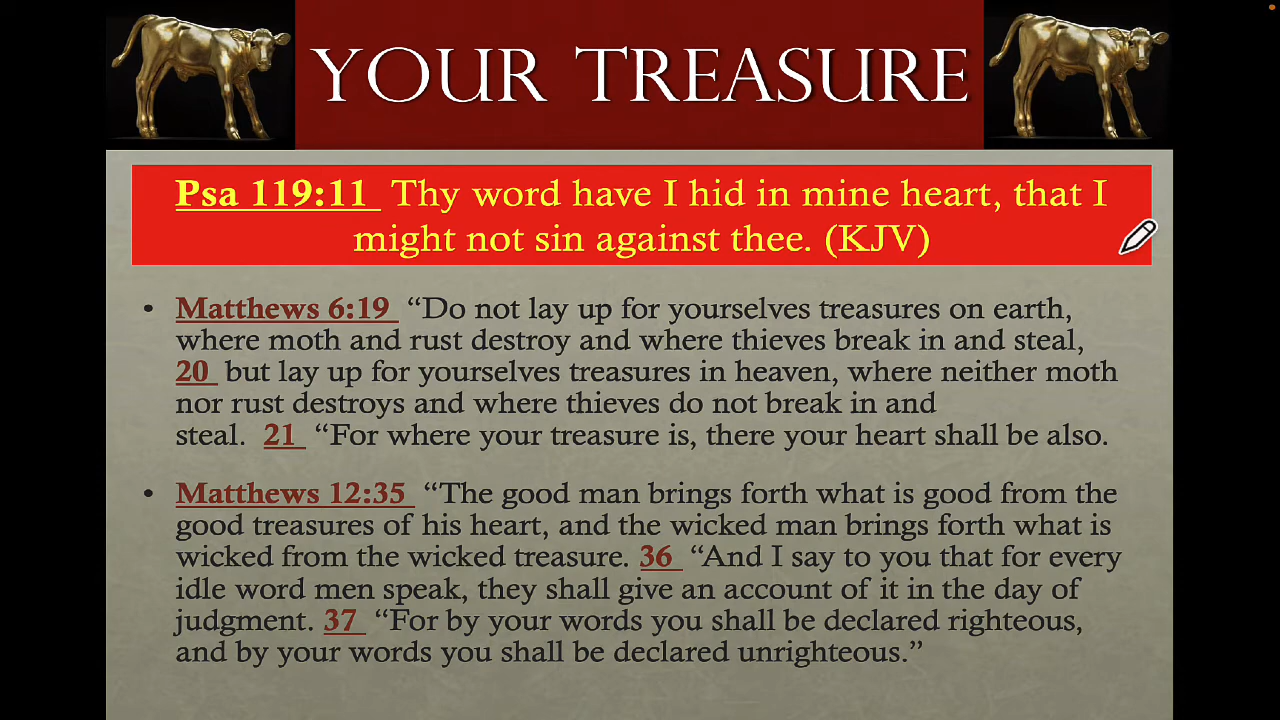 YOUR TREASURE
Psa 119:11 Thy word have I hid in mine heart, that I
might not sin against thee. (KJV)
• Matthews 6:19 “Do not lay up for yourselves treasures on earth,
where moth and rust destroy and where thieves break in and steal,
20 but lay up for yourselves treasures in heaven, where neither moth
nor rust destroys and where thieves do not break in and
steal. 21 “For where your treasure is, there your heart shall be also.
• Matthews 12:35 “The good man brings forth what is good from the
good treasures of his heart, and the wicked man brings forth what is
wicked from the wicked treasure. 36 “And I say to you that for every
idle word men speak, they shall give an account of it in the day of
judgment. 37 “For by your words you shall be declared righteous,
and by your words you shall be declared unrighteous.”